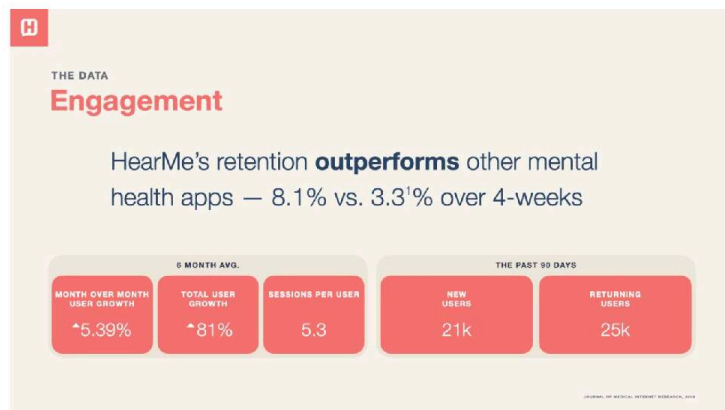 THE DATA
Engagement
HearMe's retention outperforms other mental
health apps — 8.1% vs. 3.3¹% over 4-weeks
6 MONTH AVG.
MONTH OVER MONTH
USER GROWTH
▲5.39%
TOTAL USER
GROWTH
▲81%
SESSIONS PER USER
5.3
THE PAST 90 DAYS
NEW
USERS
21k
RETURNING
USERS
25k
JOURNAL OF MEDICAL INTERNET RESEARCH,